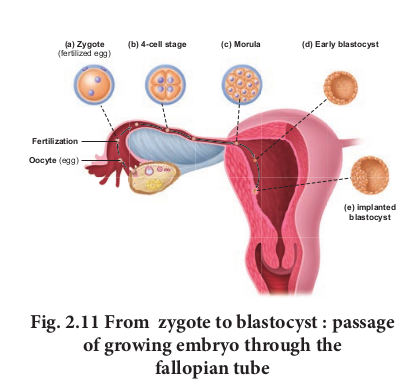 (a) Zygote
(fertilized egg)
(b) 4-cell stage
(c) Morula
(d) Early blastocyst
Fertilization
Oocyte (egg)
(e) implanted
blastocyst
Fig. 2.11 From zygote to blastocyst : passage
of growing embryo through the
fallopian tube